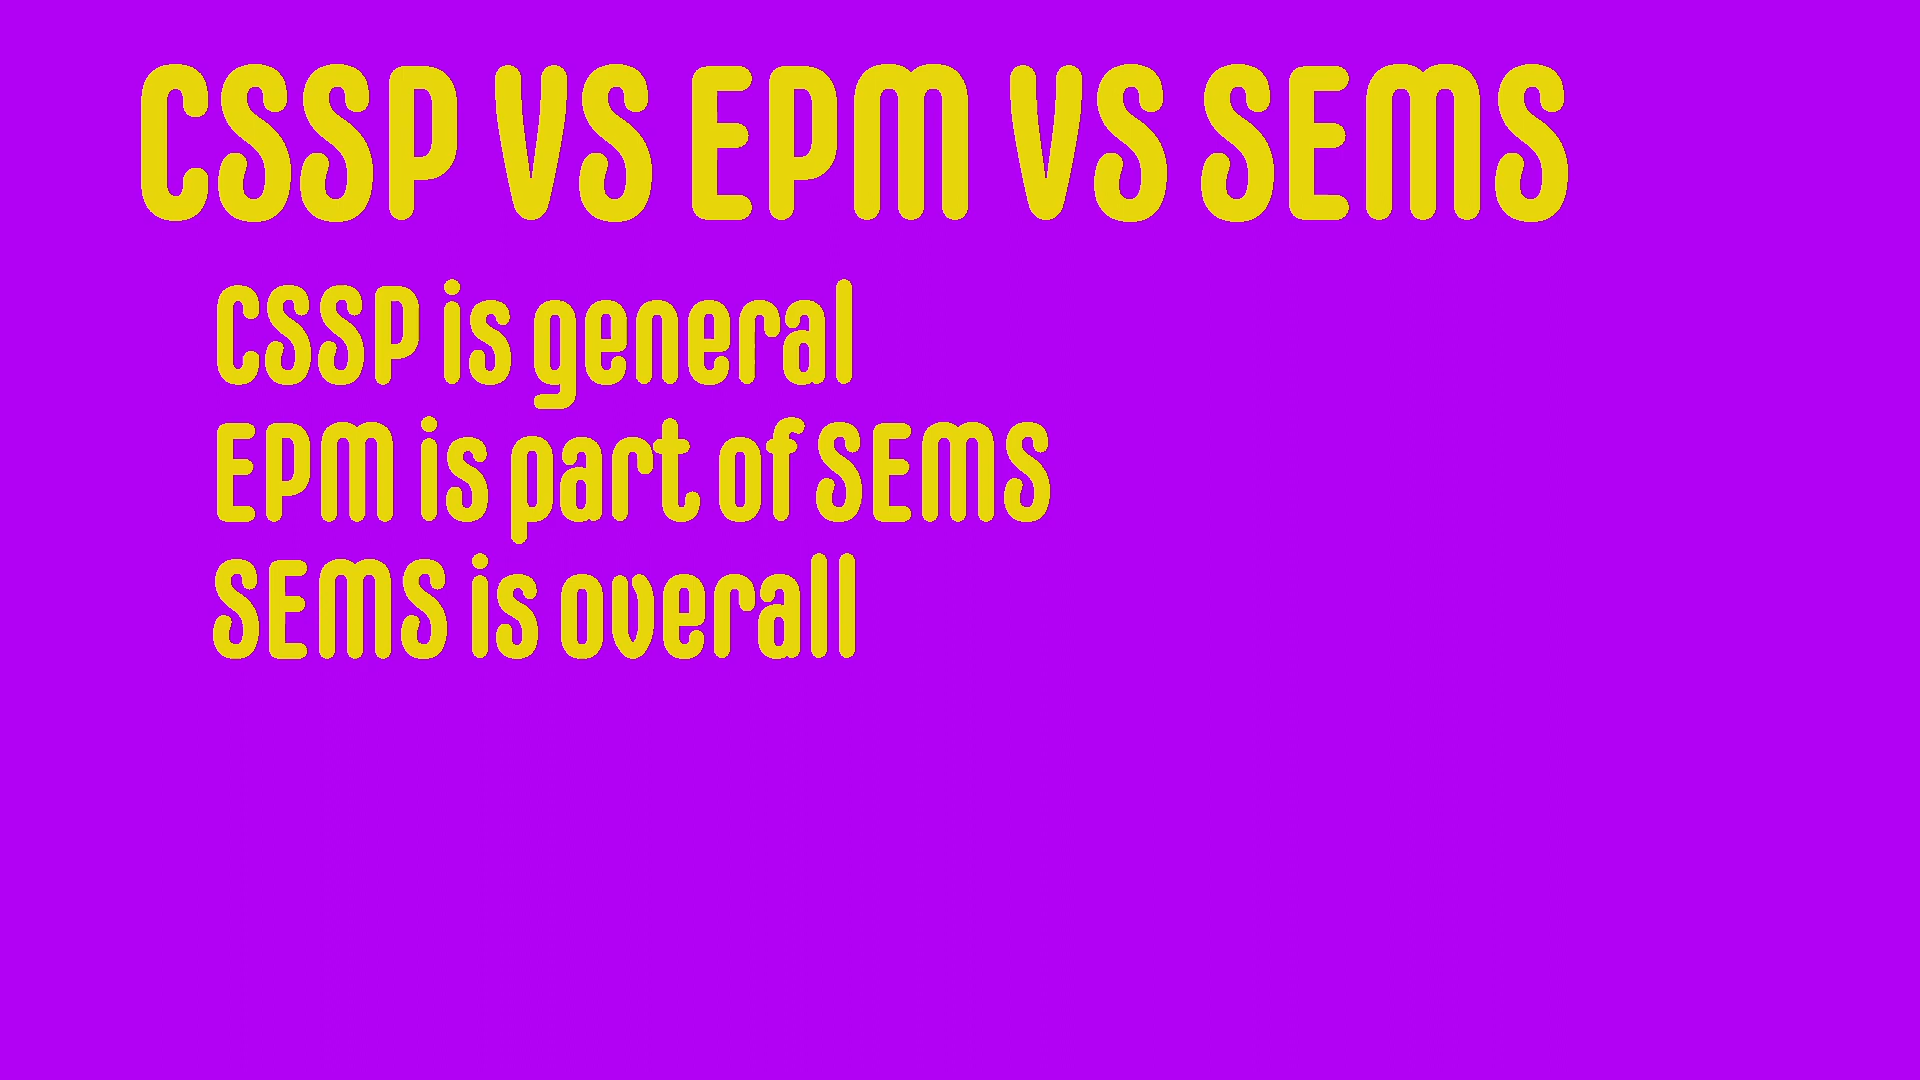 CSSP VS EPM VS SEMS
CSSP is general
EPM is part of SEMS
SEMS is overall